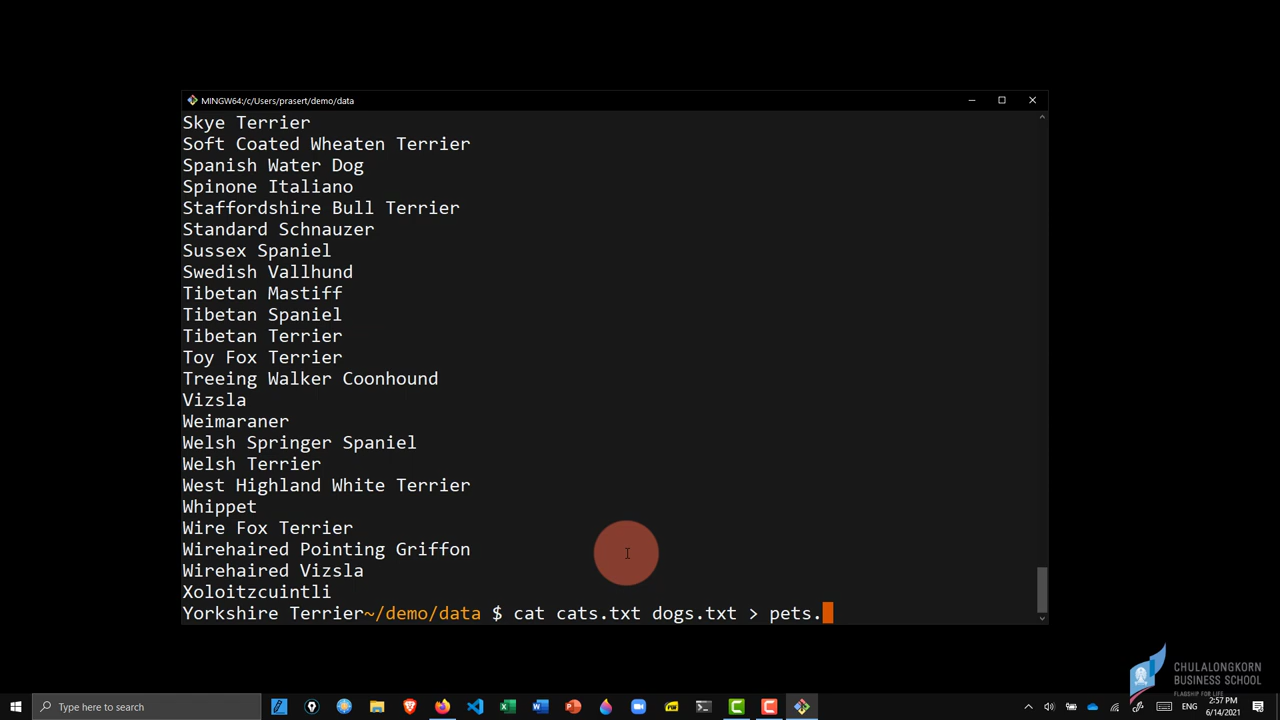 MINGW64:/c/Users/prasert/demo/data
Skye Terrier
Soft Coated Wheaten Terrier
Spanish Water Dog
Spinone Italiano
Staffordshire Bull Terrier
Standard Schnauzer
Sussex Spaniel
Swedish Vallhund
Tibetan Mastiff
Tibetan Spaniel
Tibetan Terrier
Toy Fox Terrier
Treeing Walker Coonhound
Vizsla
Weimaraner
Welsh Springer Spaniel
Welsh Terrier
West Highland White Terrier
Whippet
Wire Fox Terrier
Wirehaired Pointing Griffon
Wirehaired Vizsla
Xoloitzcuintli
Yorkshire Terrier~/demo/data $ cat cats.txt dogs.txt > pets.
CHULALONGKORN
BUSINESS SCHOOL
FLAGSHIP FOR LIFE
Type here to search
ENG
2:57 PM
6/14/2021